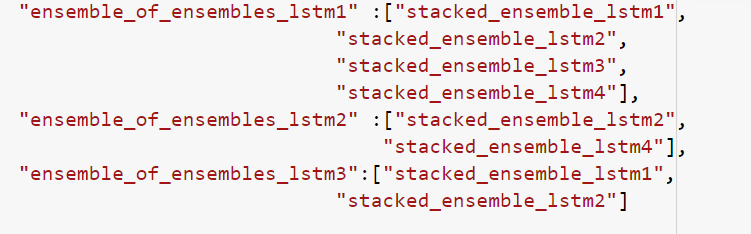 "ensemble_of_ensembles_lstm1" :["stacked_ensemble_lstm1",
"stacked_ensemble_lstm2",
"stacked_ensemble_lstm3",
"stacked_ensemble_lstm4"],
"ensemble_of_ensembles_lstm2" :["stacked_ensemble_lstm2",
"stacked_ensemble_lstm4"],
"ensemble_of_ensembles_lstm3":["stacked_ensemble_lstm1",
"stacked_ensemble_lstm2"]